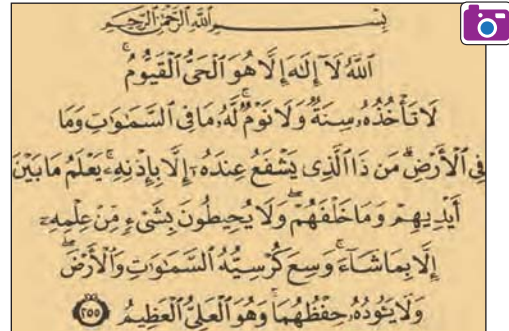 بِسْمِ ٱللَّهِ ٱلرَّحْمَٰنِ ٱلرَّحِيمِ
ٱللَّهُ لَآ إِلَٰهَ إِلَّا هُوَ ٱلْحَىُّ ٱلْقَيُّومُ ۚ
لَا تَأْخُذُهُۥ سِنَةٌ وَلَا نَوْمٌ ۚ لَّهُۥ مَا فِى ٱلسَّمَٰوَٰتِ وَمَا
فِى ٱلْأَرْضِ ۗ مَن ذَا ٱلَّذِى يَشْفَعُ عِندَهُۥٓ إِلَّا بِإِذْنِهِۦ ۚ يَعْلَمُ مَا بَيْنَ
أَيْدِيهِمْ وَمَا خَلْفَهُمْ ۖ وَلَا يُحِيطُونَ بِشَىْءٍ مِّنْ عِلْمِهِۦٓ
إِلَّا بِمَا شَآءَ ۚ وَسِعَ كُرْسِيُّهُ ٱلسَّمَٰوَٰتِ وَٱلْأَرْضَ ۖ
وَلَا يَـُٔودُهُۥ حِفْظُهُمَا ۚ وَهُوَ ٱلْعَلِىُّ ٱلْعَظِيمُ ٢٥٥